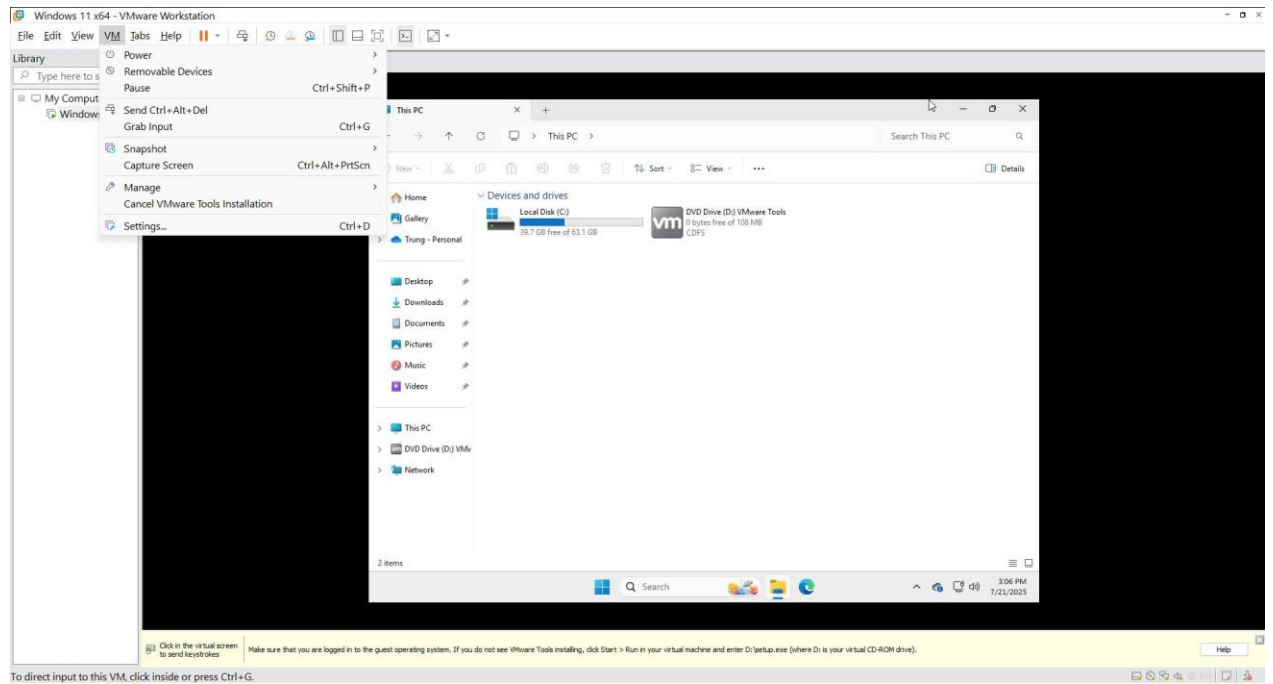 Windows 11 x64 - VMware Workstation
File Edit View VM Tabs Help
Library
Type here to s
My Comput
Window
Power
Removable Devices
Pause Ctrl+Shift+P
Send Ctrl+Alt+Del
Grab Input Ctrl+G
Snapshot
Capture Screen Ctrl+Alt+PrtScn
Manage
Cancel VMware Tools Installation
Settings... Ctrl+D
This PC
This PC
Search This PC
New Sort View Details
Home
Gallery
Trung - Personal
Desktop
Downloads
Documents
Pictures
Music
Videos
This PC
DVD Drive (D:) VMw
Network
Devices and drives
Local Disk (C:)
39.7 GB free of 63.1 GB
vm
DVD Drive (D:) VMware Tools
0 bytes free of 108 MB
CDFS
2 items
Search
3:06 PM
7/21/2025
Click in the virtual screen
to send keystrokes
Make sure that you are logged in to the guest operating system. If you do not see VMware Tools installing, click Start > Run in your virtual machine and enter D:\setup.exe (where D: is your virtual CD-ROM drive).
Help
To direct input to this VM, click inside or press Ctrl+G.